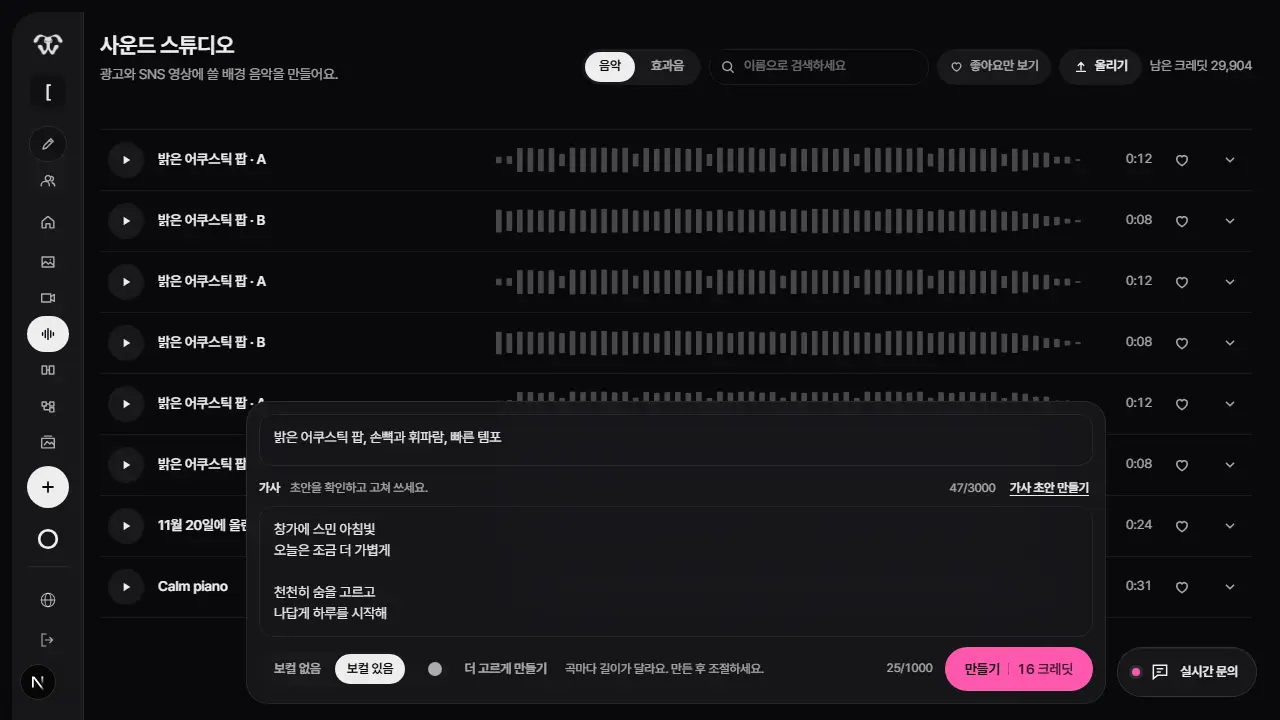 사운드 스튜디오
광고와 SNS 영상에 쓸 배경 음악을 만들어요.
음악
효과음
이름으로 검색하세요
좋아요만 보기
올리기
남은 크레딧 29,904
[
밝은 어쿠스틱 팝 · A
0:12
밝은 어쿠스틱 팝 · B
0:08
밝은 어쿠스틱 팝 · A
0:12
밝은 어쿠스틱 팝 · B
0:08
밝은 어쿠스틱 팝 · A
0:12
밝은 어쿠스틱 팝
0:08
11월 20일에 올린
0:24
Calm piano
0:31
밝은 어쿠스틱 팝, 손뼉과 휘파람, 빠른 템포
가사 초안을 확인하고 고쳐 쓰세요.
47/3000
가사 초안 만들기
창가에 스민 아침빛
오늘은 조금 더 가볍게
천천히 숨을 고르고
나답게 하루를 시작해
보컬 없음
보컬 있음
더 고르게 만들기
곡마다 길이가 달라요. 만든 후 조절하세요.
25/1000
만들기 16 크레딧
실시간 문의
N